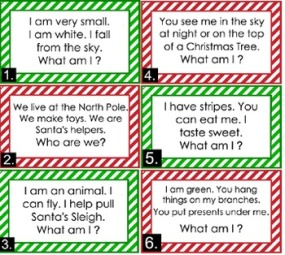 I am very small.
I am white. I fall
from the sky.
What am I ?
1.
You see me in the sky
at night or on the top
of a Christmas Tree.
What am I ?
4.
We live at the North Pole.
We make toys. We are
Santa's helpers.
Who are we?
2.
I have stripes. You
can eat me. I
taste sweet.
What am I ?
5.
I am an animal. I
can fly. I help pull
Santa's Sleigh.
What am I ?
3.
I am green. You hang
things on my branches.
You put presents under me.
What am I ?
6.